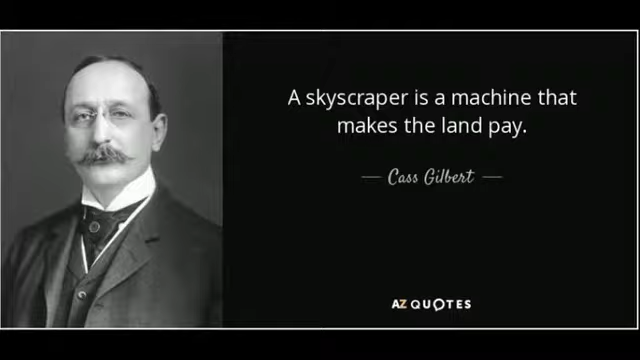 A skyscraper is a machine that
makes the land pay.
— Cass Gilbert —
AZ QUOTES